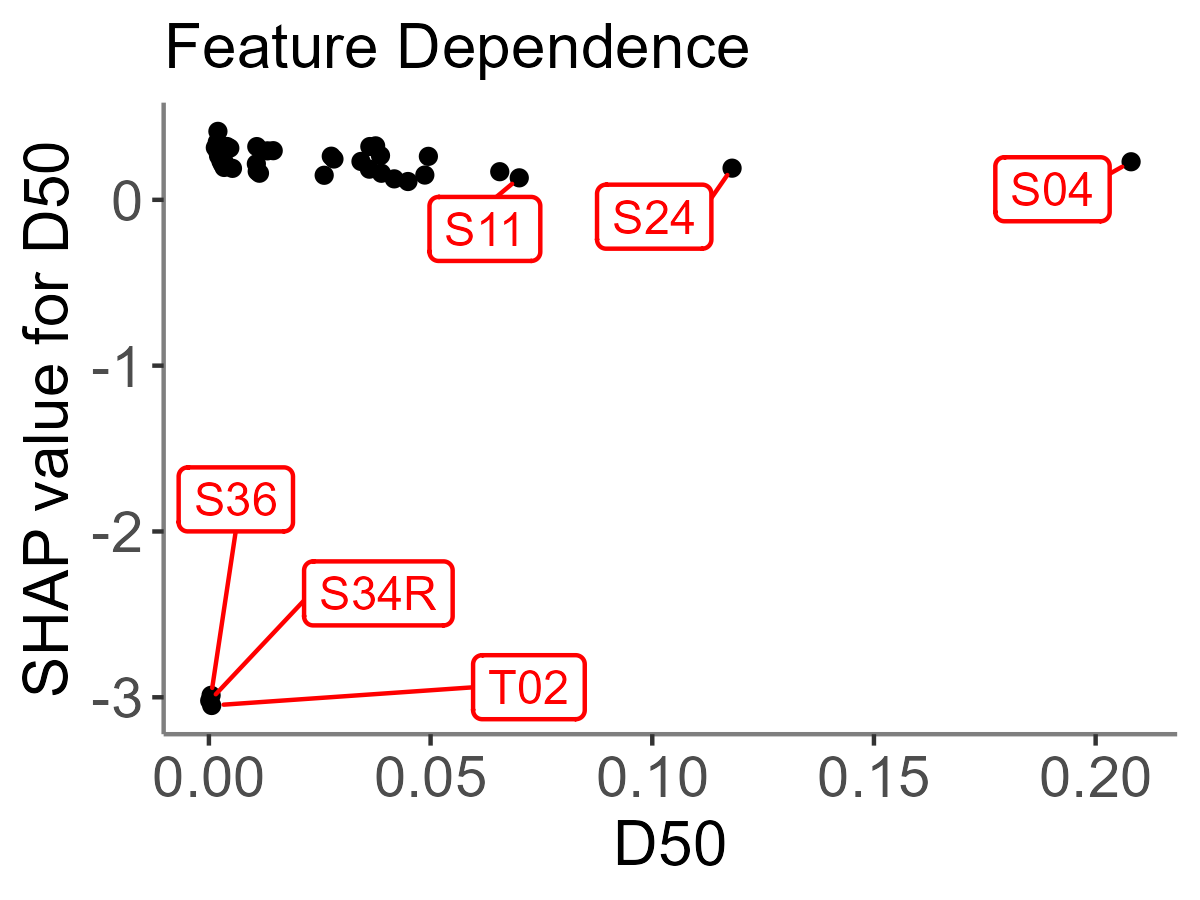 Feature Dependence
SHAP value for D50
0
-1
-2
-3
S11
S24
S04
S36
S34R
T02
0.00 0.05 0.10 0.15 0.20
D50